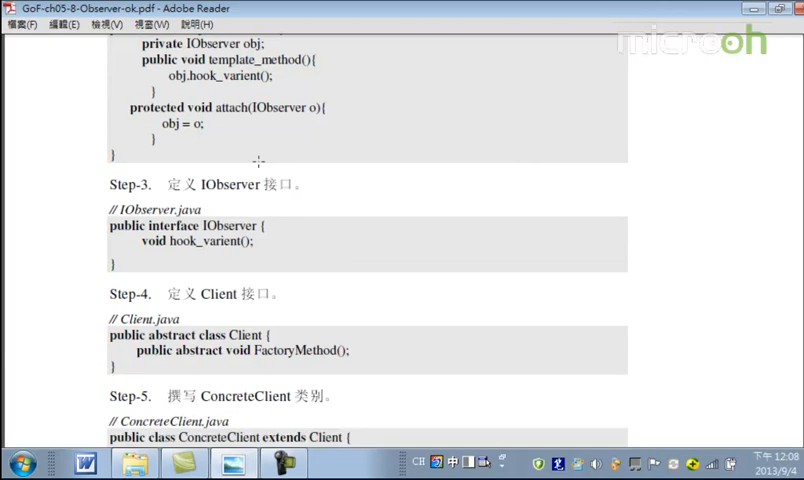 GoF-ch05-8-Observer-ok.pdf - Adobe Reader
檔案(F) 編輯(E) 檢視(V) 視窗(W) 說明(H)
microoh
private IObserver obj;
public void template_method(){
obj.hook_varient();
}
protected void attach(IObserver o){
obj = o;
}
}
Step-3. 定义 IObserver 接口。
// IObserver.java
public interface IObserver {
void hook_varient();
}
Step-4. 定义 Client 接口。
// Client.java
public abstract class Client {
public abstract void FactoryMethod();
}
Step-5. 撰写 ConcreteClient 类别。
// ConcreteClient.java
public class ConcreteClient extends Client {
CH 中
下午 12:08
2013/9/4